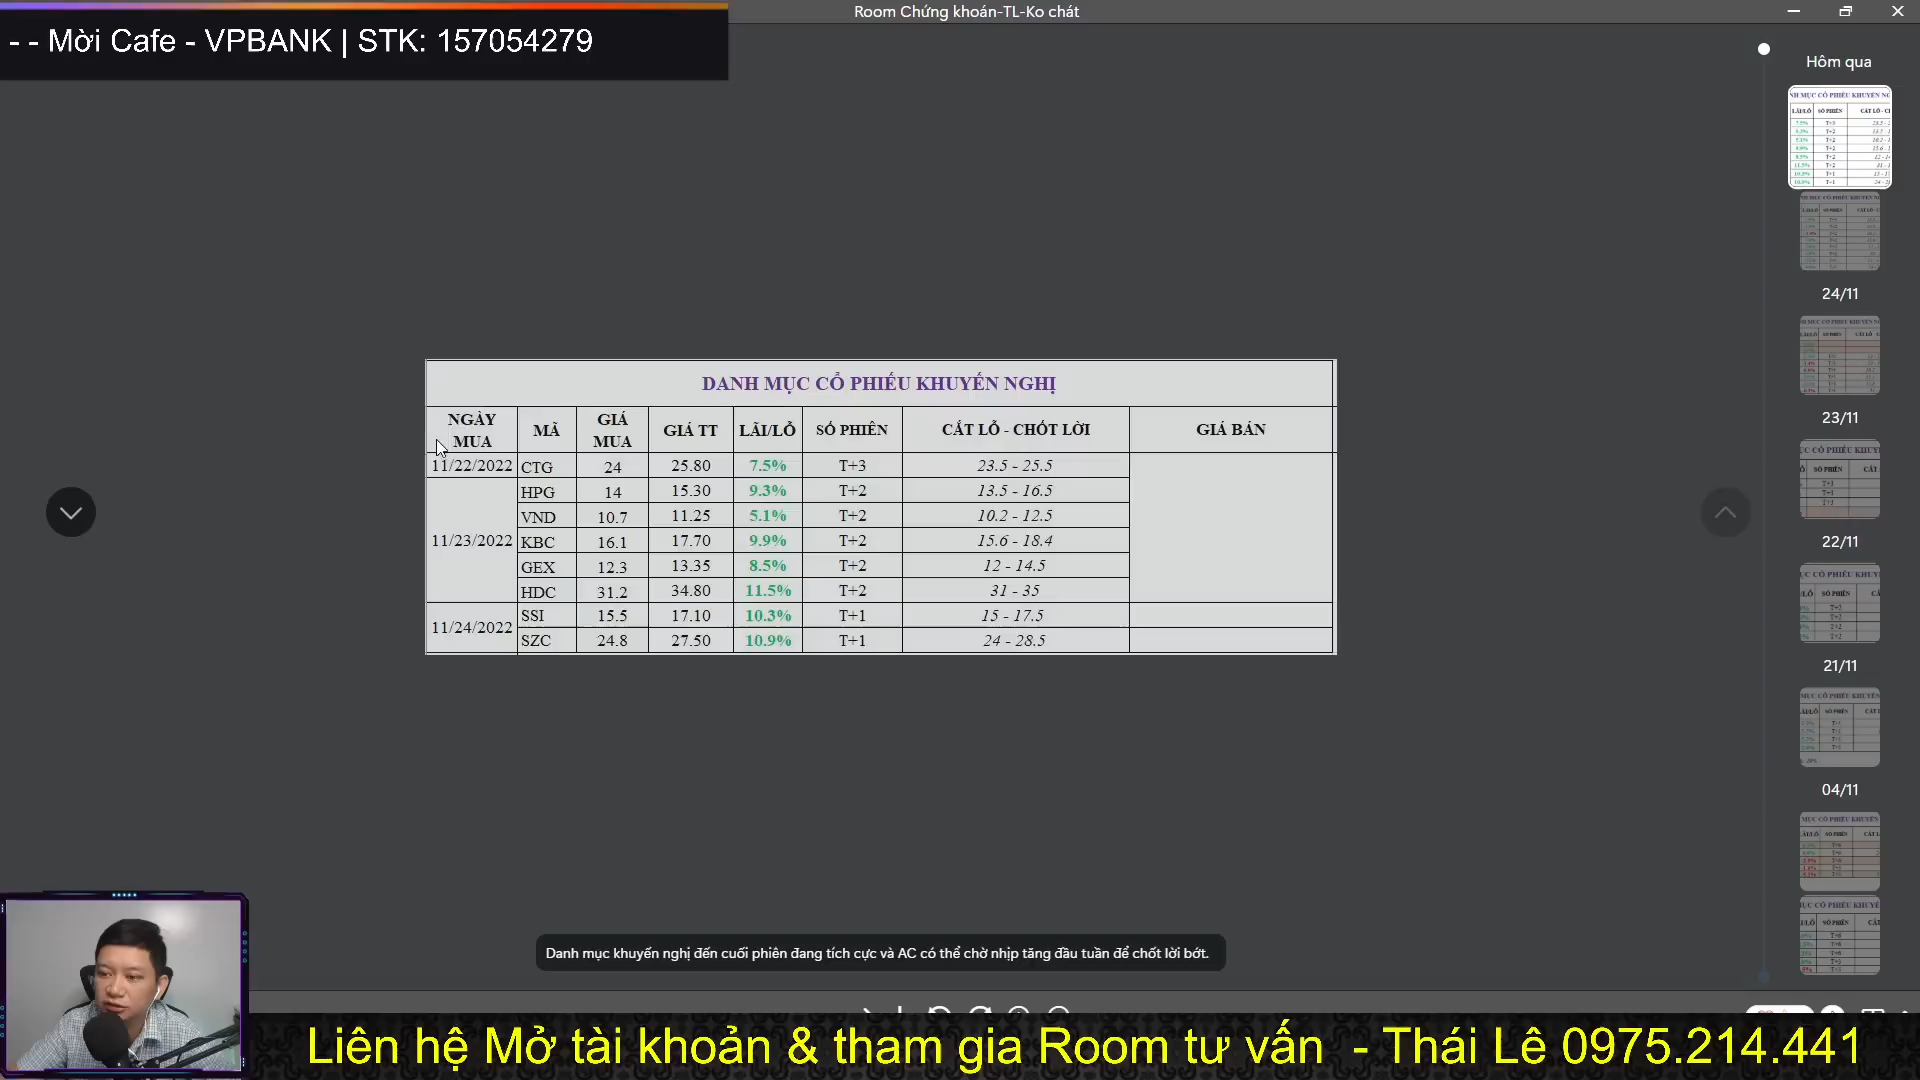 Room Chứng khoán-TL-Ko chát
- - Mời Cafe - VPBANK | STK: 157054279
Hôm qua
24/11
23/11
22/11
21/11
04/11
DANH MỤC CỔ PHIẾU KHUYẾN NGHỊ
NGÀY MUA MÃ GIÁ MUA GIÁ TT LÃI/LỖ SỐ PHIÊN CẮT LỖ - CHỐT LỜI GIÁ BÁN
11/22/2022 CTG 24 25.80 7.5% T+3 23.5 - 25.5
HPG 14 15.30 9.3% T+2 13.5 - 16.5
VND 10.7 11.25 5.1% T+2 10.2 - 12.5
11/23/2022 KBC 16.1 17.70 9.9% T+2 15.6 - 18.4
GEX 12.3 13.35 8.5% T+2 12 - 14.5
HDC 31.2 34.80 11.5% T+2 31 - 35
11/24/2022 SSI 15.5 17.10 10.3% T+1 15 - 17.5
SZC 24.8 27.50 10.9% T+1 24 - 28.5
Danh mục khuyến nghị đến cuối phiên đang tích cực và AC có thể chờ nhịp tăng đầu tuần để chốt lời bớt.
Liên hệ Mở tài khoản & tham gia Room tư vấn - Thái Lê 0975.214.441